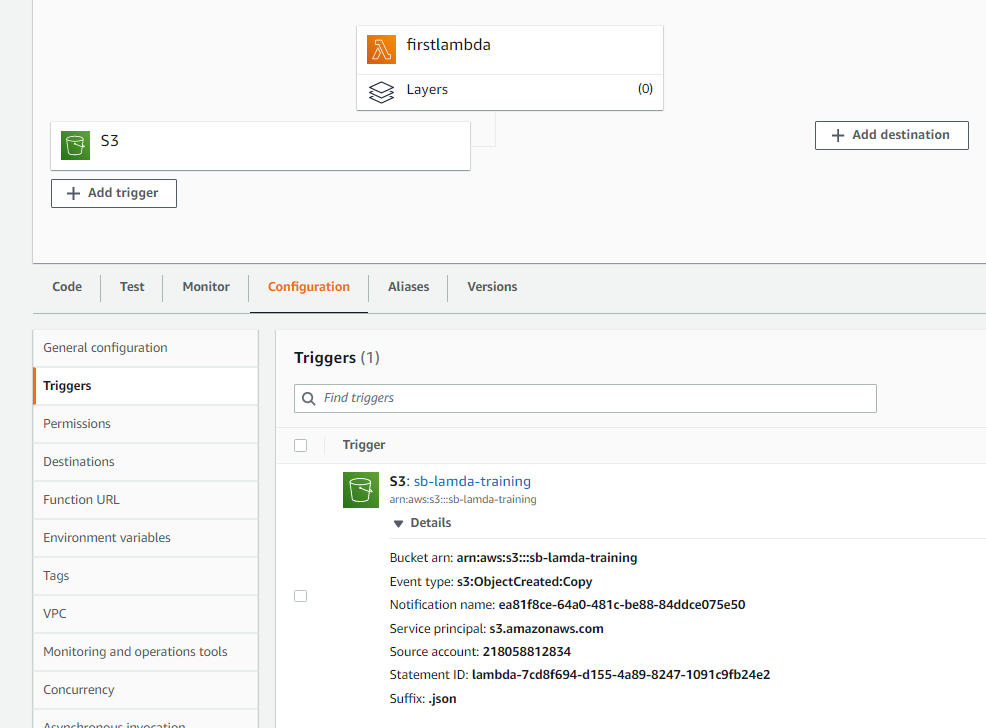 firstlambda
Layers
(0)
S3
Add trigger
Add destination
Code
Test
Monitor
Configuration
Aliases
Versions
General configuration
Triggers
Permissions
Destinations
Function URL
Environment variables
Tags
VPC
Monitoring and operations tools
Concurrency
Asynchronous invocation
Triggers (1)
Find triggers
Trigger
S3: sb-lamda-training
arn:aws:s3:::sb-lamda-training
Details
Bucket arn: arn:aws:s3:::sb-lamda-training
Event type: s3:ObjectCreated:Copy
Notification name: ea81f8ce-64a0-481c-be88-84ddce075e50
Service principal: s3.amazonaws.com
Source account: 218058812834
Statement ID: lambda-7cd8f694-d155-4a89-8247-1091c9fb24e2
Suffix: .json